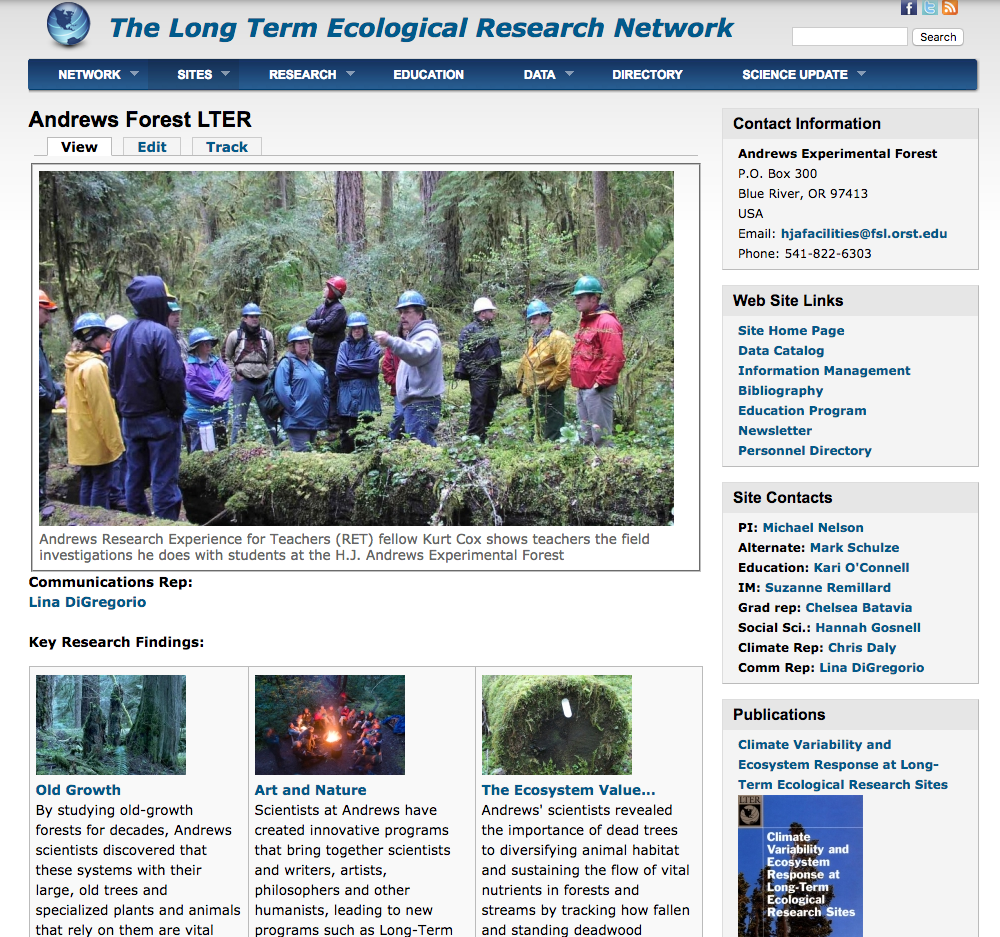 The Long Term Ecological Research Network
Search
NETWORK SITES RESEARCH EDUCATION DATA DIRECTORY SCIENCE UPDATE
Andrews Forest LTER
View Edit Track
Andrews Research Experience for Teachers (RET) fellow Kurt Cox shows teachers the field
investigations he does with students at the H.J. Andrews Experimental Forest
Communications Rep:
Lina DiGregorio
Key Research Findings:
Old Growth
By studying old-growth
forests for decades, Andrews
scientists discovered that
these systems with their
large, old trees and
specialized plants and animals
that rely on them are vital
Art and Nature
Scientists at Andrews have
created innovative programs
that bring together scientists
and writers, artists,
philosophers and other
humanists, leading to new
programs such as Long-Term
The Ecosystem Value...
Andrews' scientists revealed
the importance of dead trees
to diversifying animal habitat
and sustaining the flow of vital
nutrients in forests and
streams by tracking how fallen
and standing deadwood
Contact Information
Andrews Experimental Forest
P.O. Box 300
Blue River, OR 97413
USA
Email: hjafacilities@fsl.orst.edu
Phone: 541-822-6303
Web Site Links
Site Home Page
Data Catalog
Information Management
Bibliography
Education Program
Newsletter
Personnel Directory
Site Contacts
PI: Michael Nelson
Alternate: Mark Schulze
Education: Kari O'Connell
IM: Suzanne Remillard
Grad rep: Chelsea Batavia
Social Sci.: Hannah Gosnell
Climate Rep: Chris Daly
Comm Rep: Lina DiGregorio
Publications
Climate Variability and
Ecosystem Response at Long-
Term Ecological Research Sites
LTER
Climate
Variability and
Ecosystem
Response at
Long-Term
Ecological
Research Sites